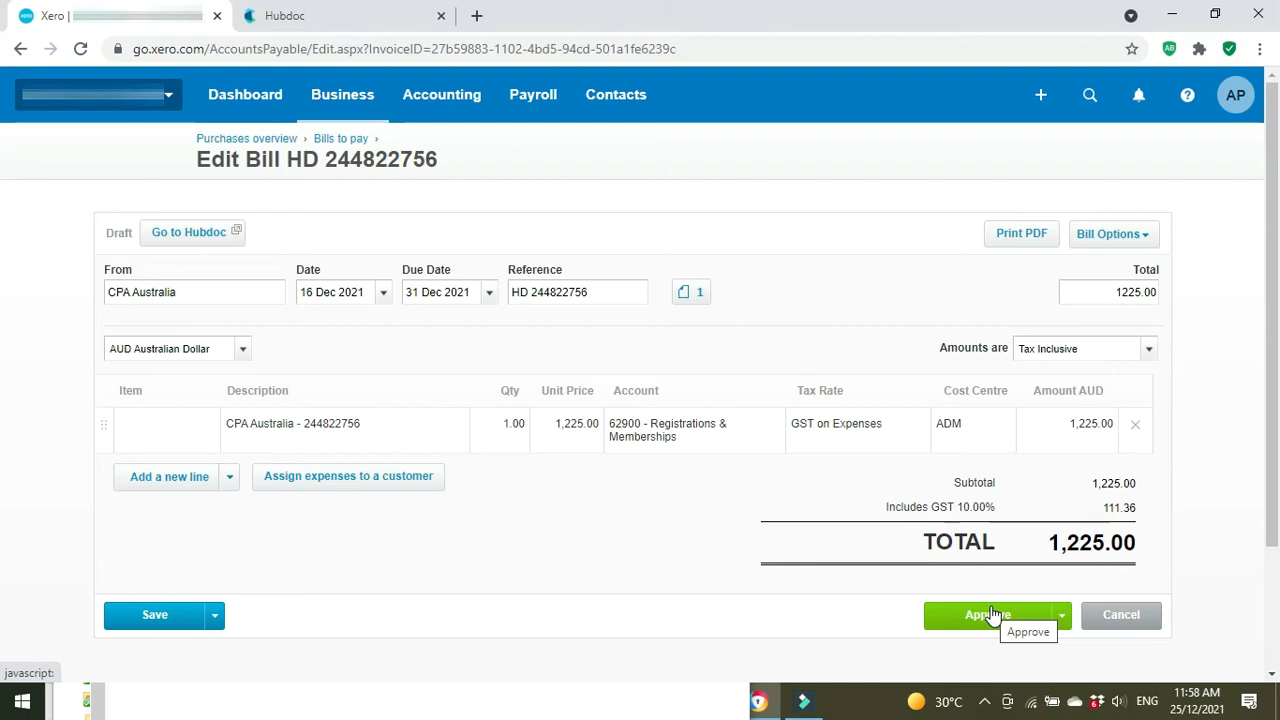 Xero |
Hubdoc
go.xero.com/AccountsPayable/Edit.aspx?InvoiceID=27b59883-1102-4bd5-94cd-501a1fe6239c
Dashboard Business Accounting Payroll Contacts
AP
Purchases overview › Bills to pay ›
Edit Bill HD 244822756
Draft Go to Hubdoc Print PDF Bill Options
From Date Due Date Reference Total
CPA Australia 16 Dec 2021 31 Dec 2021 HD 244822756 1 1225.00
AUD Australian Dollar Amounts are Tax Inclusive
Item Description Qty Unit Price Account Tax Rate Cost Centre Amount AUD
CPA Australia - 244822756 1.00 1,225.00 62900 - Registrations & GST on Expenses ADM 1,225.00
Memberships
Add a new line Assign expenses to a customer
Subtotal 1,225.00
Includes GST 10.00% 111.36
TOTAL 1,225.00
Save Approve Cancel
Approve
javascript:
30°C ENG 11:58 AM
25/12/2021